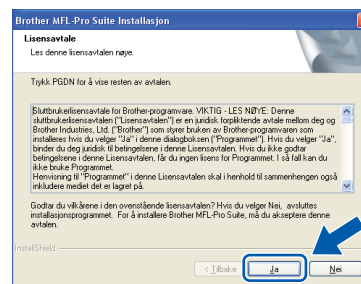 Brother MFL-Pro Suite Installasjon
Lisensavtale
Les denne lisensavtalen nøye.
Trykk PGDN for å vise resten av avtalen.
Sluttbrukerlisensavtale for Brother-programvare. VIKTIG - LES NØYE: Denne
sluttbrukerlisensavtalen ("Lisensavtalen") er en juridisk forpliktende avtale mellom deg og
Brother Industries, Ltd. ("Brother") som styrer bruken av Brother-programvaren som
installeres hvis du velger "Ja" i denne dialogboksen ("Programmet"). Hvis du velger "Ja",
binder du deg juridisk til betingelsene i denne Lisensavtalen. Hvis du ikke godtar
betingelsene i denne Lisensavtalen, får du ingen lisens for Programmet. I så fall kan du
ikke bruke Programmet.
Henvisning til "Programmet" i denne Lisensavtalen skal i henhold til sammenhengen også
inkludere mediet det er lagret på.
Godtar du vilkårene i den ovenstående lisensavtalen? Hvis du velger Nei, avsluttes
installasjonsprogrammet. For å installere Brother MFL-Pro Suite, må du akseptere denne
avtalen.
InstallShield
< Tilbake
Ja
Nei